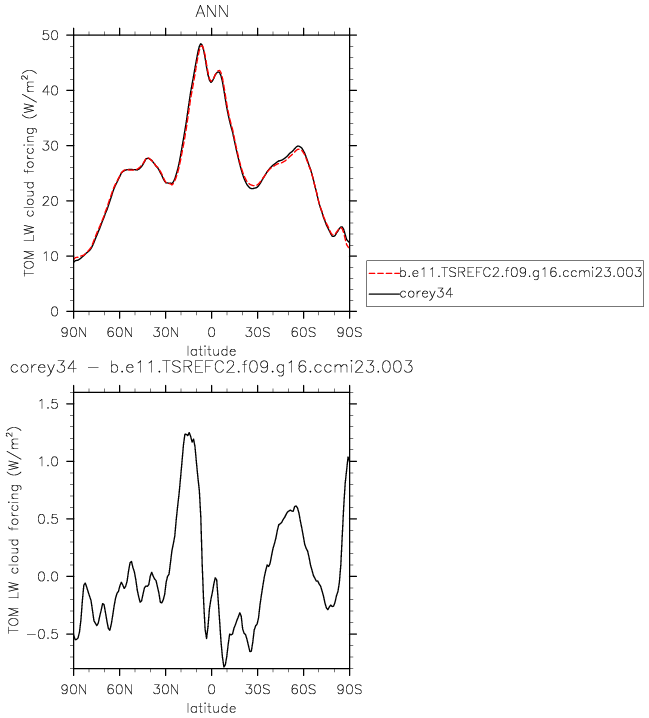 ANN
TOM LW cloud forcing (W/m²)
50
40
30
20
10
0
90N 60N 30N 0 30S 60S 90S
latitude
b.e11.TSREFC2.f09.g16.ccmi23.003
corey34
corey34 − b.e11.TSREFC2.f09.g16.ccmi23.003
TOM LW cloud forcing (W/m²)
1.5
1.0
0.5
0.0
−0.5
90N 60N 30N 0 30S 60S 90S
latitude